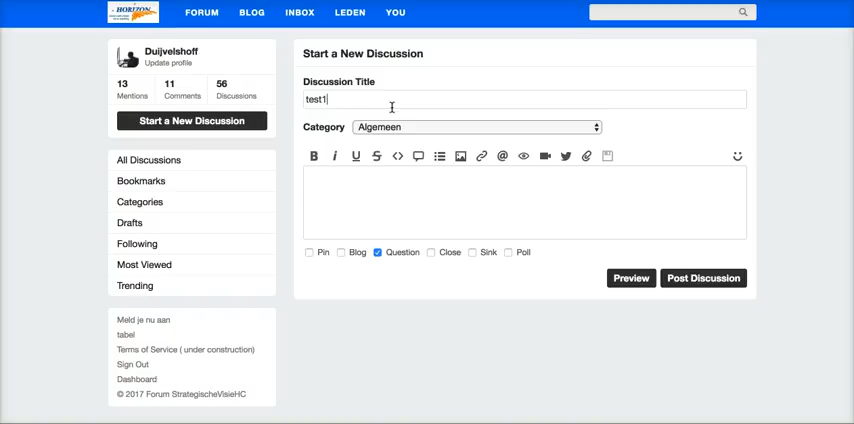 HORIZON
FORUM BLOG INBOX LEDEN YOU
Duijvelshoff
Update profile
13 11 56
Mentions Comments Discussions
Start a New Discussion
All Discussions
Bookmarks
Categories
Drafts
Following
Most Viewed
Trending
Meld je nu aan
tabel
Terms of Service ( under construction)
Sign Out
Dashboard
© 2017 Forum StrategischeVisieHC
Start a New Discussion
Discussion Title
test1
Category Algemeen
Pin Blog Question Close Sink Poll
Preview Post Discussion